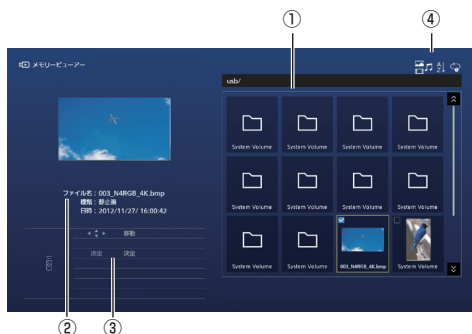 ① ④
メモリービューアー
usb/
System Volume System Volume System Volume System Volume
System Volume System Volume System Volume System Volume
System Volume System Volume 003_N4RGB_4K.bmp System Volume
ファイル名：003_N4RGB_4K.bmp
種類：静止画
日時：2012/11/27/ 16:00:42
移動
決定 決定
② ③